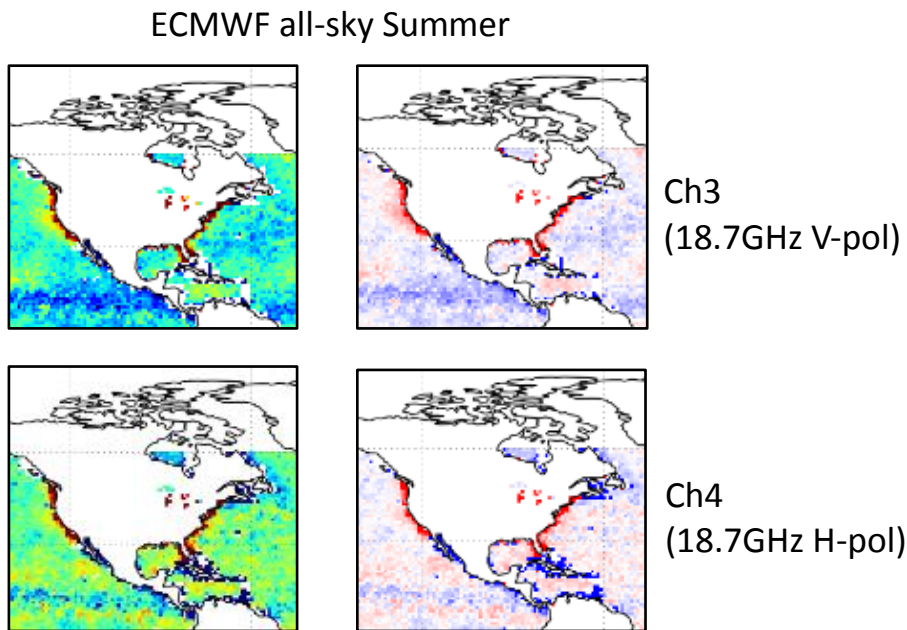 ECMWF all-sky Summer
Ch3
(18.7GHz V-pol)
Ch4
(18.7GHz H-pol)